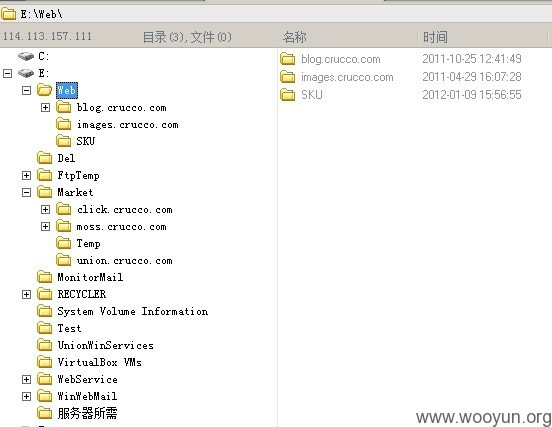 E:\Web\
114.113.157.111 目录(3),文件(0) 名称 时间
C:
E:
Web
blog.crucco.com
images.crucco.com
SKU
Del
FtpTemp
Market
click.crucco.com
moss.crucco.com
Temp
union.crucco.com
MonitorMail
RECYCLER
System Volume Information
Test
UnionWinServices
VirtualBox VMs
WebService
WinWebMail
服务器所需
blog.crucco.com 2011-10-25 12:41:49
images.crucco.com 2011-04-29 16:07:28
SKU 2012-01-09 15:56:55
www.wooyun.org